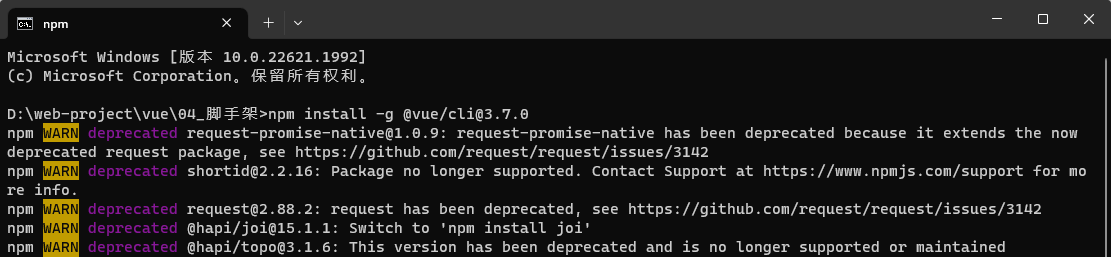 npm
Microsoft Windows [版本 10.0.22621.1992]
(c) Microsoft Corporation。保留所有权利。
D:\web-project\vue\04_脚手架>npm install -g @vue/cli@3.7.0
npm WARN deprecated request-promise-native@1.0.9: request-promise-native has been deprecated because it extends the now
deprecated request package, see https://github.com/request/request/issues/3142
npm WARN deprecated shortid@2.2.16: Package no longer supported. Contact Support at https://www.npmjs.com/support for mo
re info.
npm WARN deprecated request@2.88.2: request has been deprecated, see https://github.com/request/request/issues/3142
npm WARN deprecated @hapi/joi@15.1.1: Switch to 'npm install joi'
npm WARN deprecated @hapi/topo@3.1.6: This version has been deprecated and is no longer supported or maintained